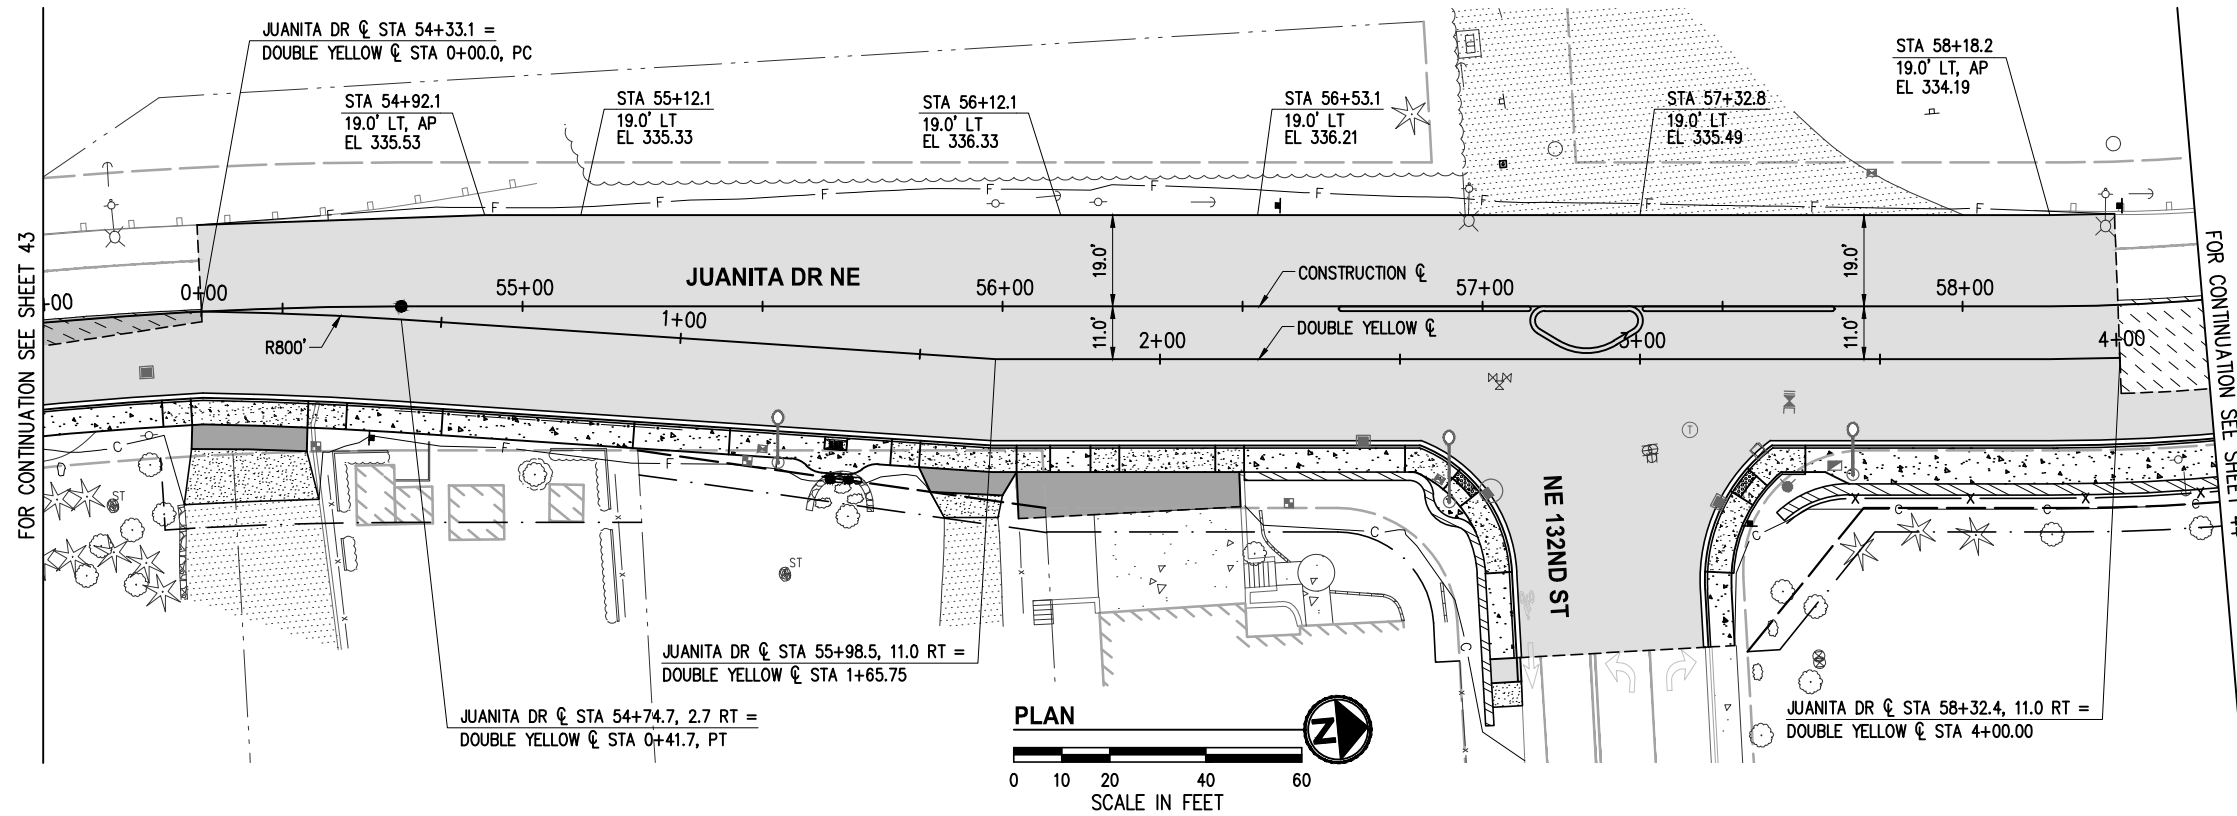 JUANITA DR ℄ STA 54+33.1 =
DOUBLE YELLOW ℄ STA 0+00.0, PC
STA 54+92.1
19.0' LT, AP
EL 335.53
STA 55+12.1
19.0' LT
EL 335.33
STA 56+12.1
19.0' LT
EL 336.33
STA 56+53.1
19.0' LT
EL 336.21
STA 57+32.8
19.0' LT
EL 335.49
STA 58+18.2
19.0' LT, AP
EL 334.19
F F F F F F F F F F F
FOR CONTINUATION SEE SHEET 43
FOR CONTINUATION SEE SHEET 44
JUANITA DR NE
+00
0+00
55+00
56+00
57+00
58+00
19.0'
19.0'
CONSTRUCTION ℄
11.0'
11.0'
DOUBLE YELLOW ℄
R800'
1+00
2+00
3+00
4+00
T
C
F
F
C
C
C
C
C
C
X X X
ST
ST
NE 132ND ST
JUANITA DR ℄ STA 55+98.5, 11.0 RT =
DOUBLE YELLOW ℄ STA 1+65.75
JUANITA DR ℄ STA 54+74.7, 2.7 RT =
DOUBLE YELLOW ℄ STA 0+41.7, PT
JUANITA DR ℄ STA 58+32.4, 11.0 RT =
DOUBLE YELLOW ℄ STA 4+00.00
PLAN
N
0 10 20 40 60
SCALE IN FEET